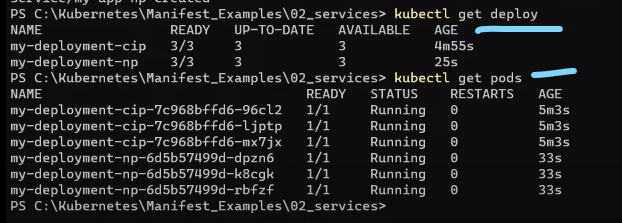 service/my-app-np created
PS C:\Kubernetes\Manifest_Examples\02_services> kubectl get deploy
NAME READY UP-TO-DATE AVAILABLE AGE
my-deployment-cip 3/3 3 3 4m55s
my-deployment-np 3/3 3 3 25s
PS C:\Kubernetes\Manifest_Examples\02_services> kubectl get pods
NAME READY STATUS RESTARTS AGE
my-deployment-cip-7c968bffd6-96cl2 1/1 Running 0 5m3s
my-deployment-cip-7c968bffd6-ljptp 1/1 Running 0 5m3s
my-deployment-cip-7c968bffd6-mx7jx 1/1 Running 0 5m3s
my-deployment-np-6d5b57499d-dpzn6 1/1 Running 0 33s
my-deployment-np-6d5b57499d-k8cgk 1/1 Running 0 33s
my-deployment-np-6d5b57499d-rbfzf 1/1 Running 0 33s
PS C:\Kubernetes\Manifest_Examples\02_services>